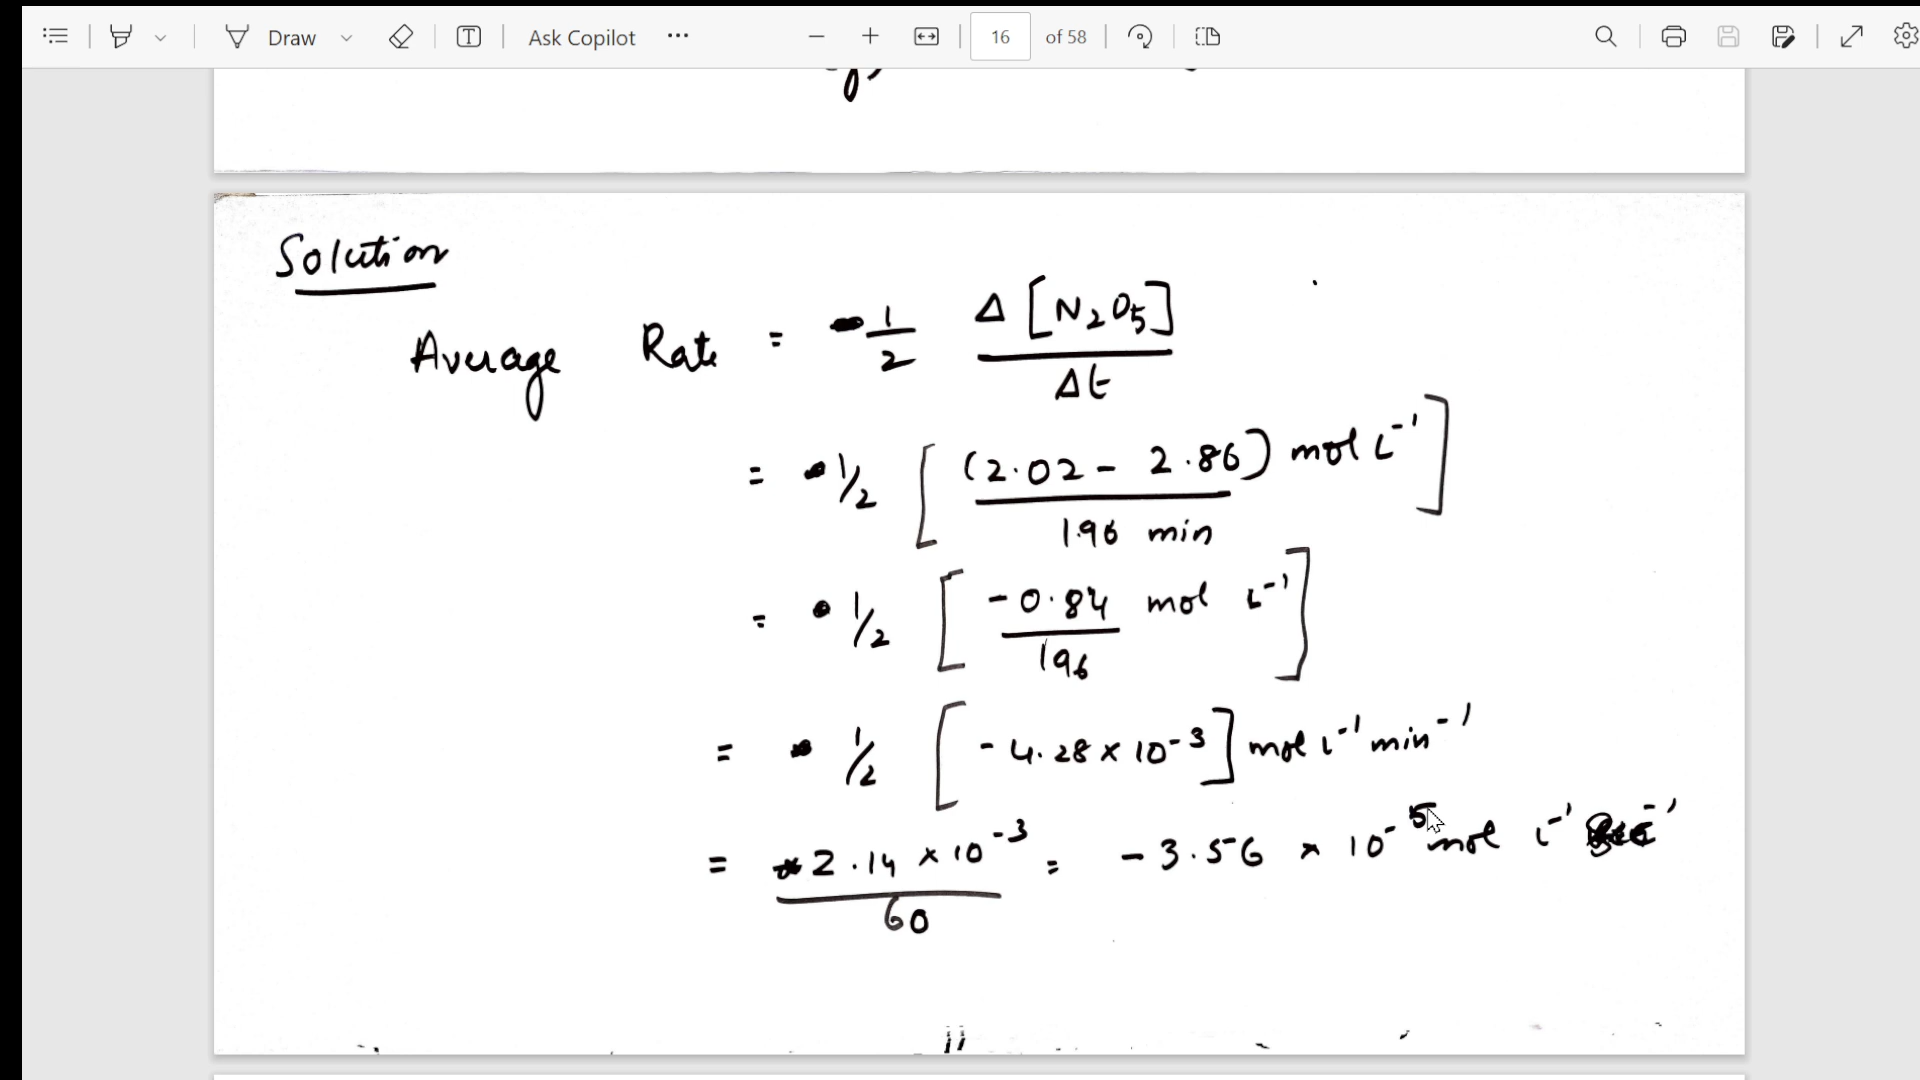 Draw Ask Copilot ... 16 of 58
Solution
Average Rate = - 1/2 Δ[N₂O₅]/Δt
= - 1/2 [(2.02 - 2.86) mol L⁻¹ / 196 min]
= - 1/2 [-0.84/196 mol L⁻¹]
= - 1/2 [-4.28 × 10⁻³] mol L⁻¹ min⁻¹
= 2.14 × 10⁻³ / 60 = - 3.56 × 10⁻⁵ mol L⁻¹ sec⁻¹